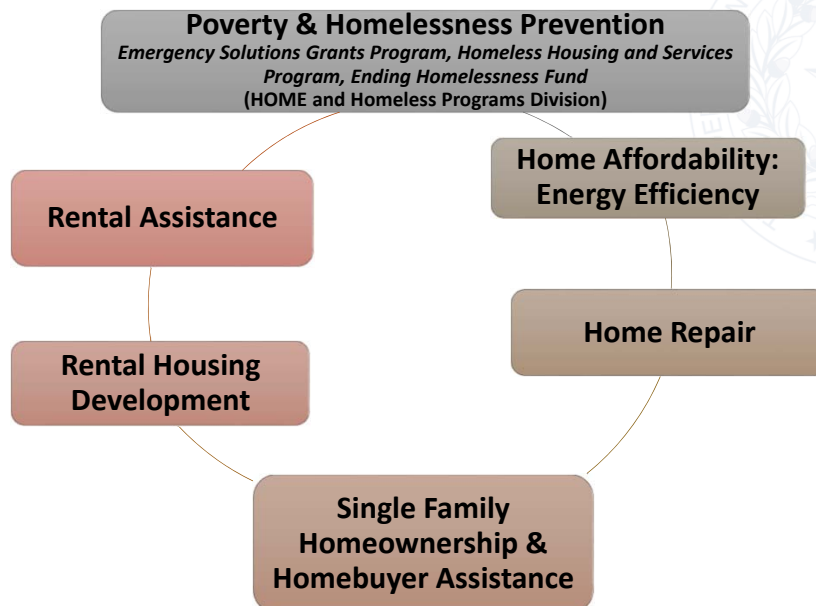 Poverty & Homelessness Prevention
Emergency Solutions Grants Program, Homeless Housing and Services
Program, Ending Homelessness Fund
(HOME and Homeless Programs Division)
Home Affordability:
Energy Efficiency
Home Repair
Single Family
Homeownership &
Homebuyer Assistance
Rental Housing
Development
Rental Assistance